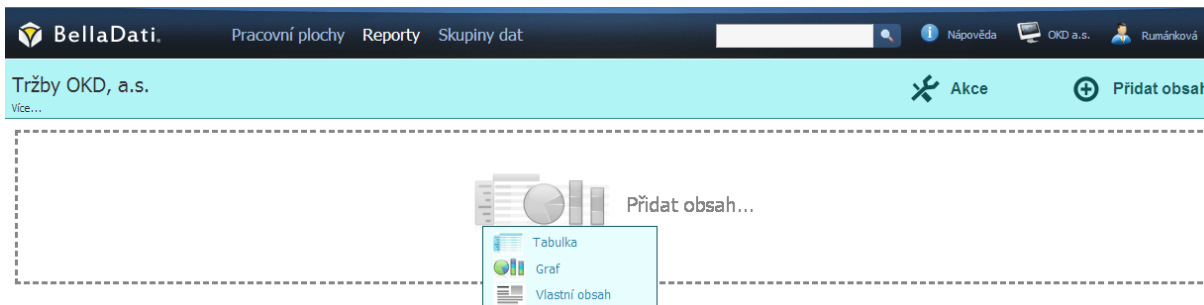 BellaDati. Pracovní plochy Reporty Skupiny dat Nápověda OKD a.s. Rumánková
Tržby OKD, a.s. Akce Přidat obsah
Více...
Přidat obsah...
Tabulka
Graf
Vlastní obsah